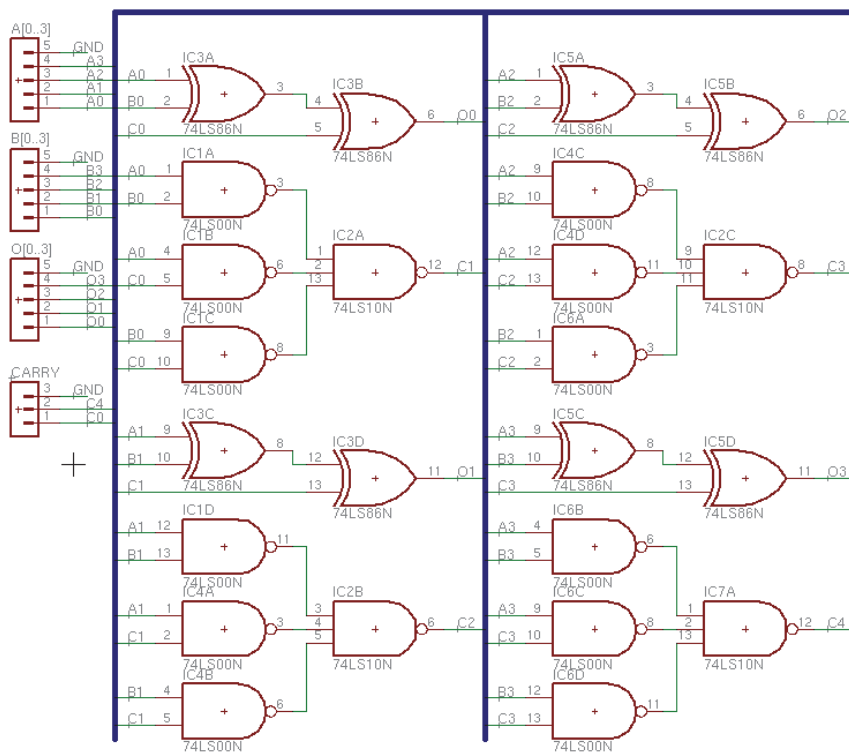 A[0..3]
5 GND
4 A3
3 A2
2 A1
1 A0
B[0..3]
5 GND
4 B3
3 B2
2 B1
1 B0
O[0..3]
5 GND
4 O3
3 O2
2 O1
1 O0
CARRY
3 GND
2 C4
1 C0
IC3A
A0 1 3
B0 2
74LS86N
IC3B
4 6 O0
C0 5
74LS86N
IC1A
A0 1 3
B0 2
74LS00N
IC1B
A0 4 6
C0 5
74LS00N
IC2A
1
2 12 C1
13
74LS10N
IC1C
B0 9 8
C0 10
74LS00N
IC3C
A1 9 8
B1 10
74LS86N
IC3D
12 11 O1
C1 13
74LS86N
IC1D
A1 12 11
B1 13
74LS00N
IC4A
A1 1 3
C1 2
74LS00N
IC2B
3
4 6 C2
5
74LS10N
IC4B
B1 4 6
C1 5
74LS00N
IC5A
A2 1 3
B2 2
74LS86N
IC5B
4 6 O2
C2 5
74LS86N
IC4C
A2 9 8
B2 10
74LS00N
IC4D
A2 12 11
C2 13
74LS00N
IC2C
9
10 8 C3
11
74LS10N
IC6A
B2 1 3
C2 2
74LS00N
IC5C
A3 9 8
B3 10
74LS86N
IC5D
12 11 O3
C3 13
74LS86N
IC6B
A3 4 6
B3 5
74LS00N
IC6C
A3 9 8
C3 10
74LS00N
IC7A
1
2 12 C4
13
74LS10N
IC6D
B3 12 11
C3 13
74LS00N